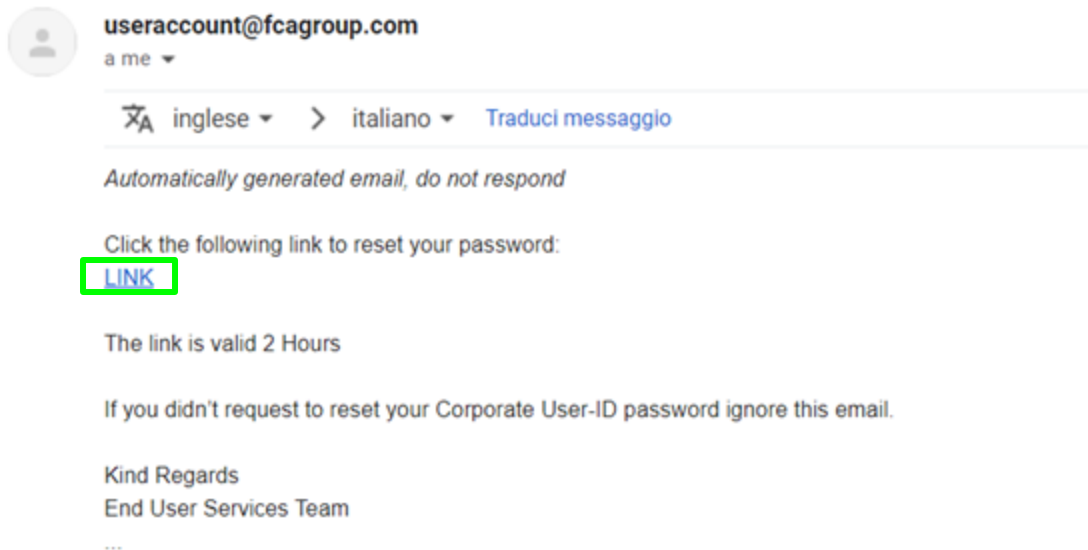 useraccount@fcagroup.com
a me
inglese > italiano Traduci messaggio
Automatically generated email, do not respond
Click the following link to reset your password:
LINK
The link is valid 2 Hours
If you didn't request to reset your Corporate User-ID password ignore this email.
Kind Regards
End User Services Team
...